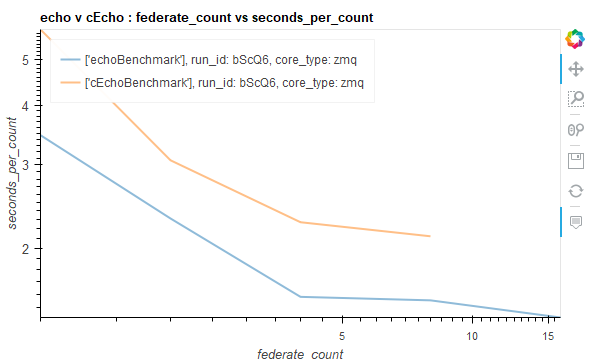 echo v cEcho : federate_count vs seconds_per_count
['echoBenchmark'], run_id: bScQ6, core_type: zmq
['cEchoBenchmark'], run_id: bScQ6, core_type: zmq
5
4
3
2
seconds_per_count
5
10
15
federate_count